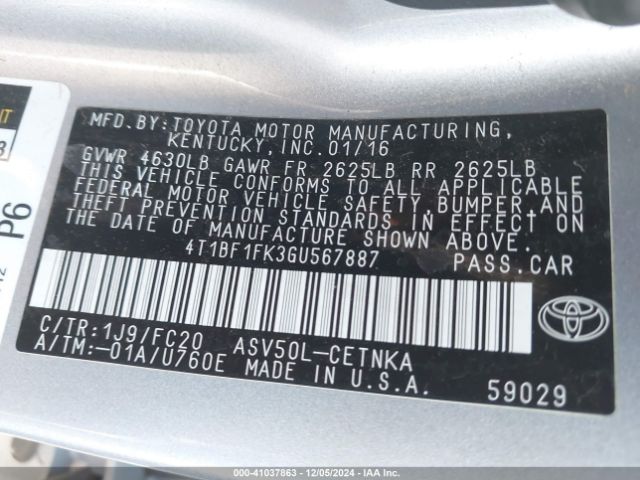 MFD. BY: TOYOTA MOTOR MANUFACTURING,
KENTUCKY, INC. 01/16
GVWR 4630LB GAWR FR 2625LB RR 2625LB
THIS VEHICLE CONFORMS TO ALL APPLICABLE
FEDERAL MOTOR VEHICLE SAFETY, BUMPER, AND
THEFT PREVENTION STANDARDS IN EFFECT ON
THE DATE OF MANUFACTURE SHOWN ABOVE.
4T1BF1FK3GU567887 PASS. CAR
C/TR: 1J9/FC20 ASV50L-CETNKA
A/TM: -01A/U760E MADE IN U.S.A.
59029
TOYOTA
P6
000-41037863 - 12/05/2024 - IAA Inc.